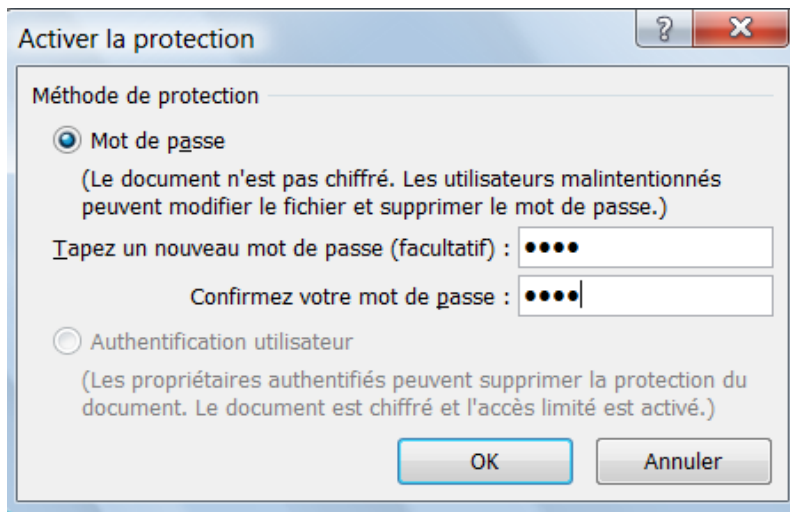 Activer la protection
Méthode de protection
Mot de passe
(Le document n'est pas chiffré. Les utilisateurs malintentionnés
peuvent modifier le fichier et supprimer le mot de passe.)
Tapez un nouveau mot de passe (facultatif) : ●●●●
Confirmez votre mot de passe : ●●●●
Authentification utilisateur
(Les propriétaires authentifiés peuvent supprimer la protection du
document. Le document est chiffré et l'accès limité est activé.)
OK Annuler